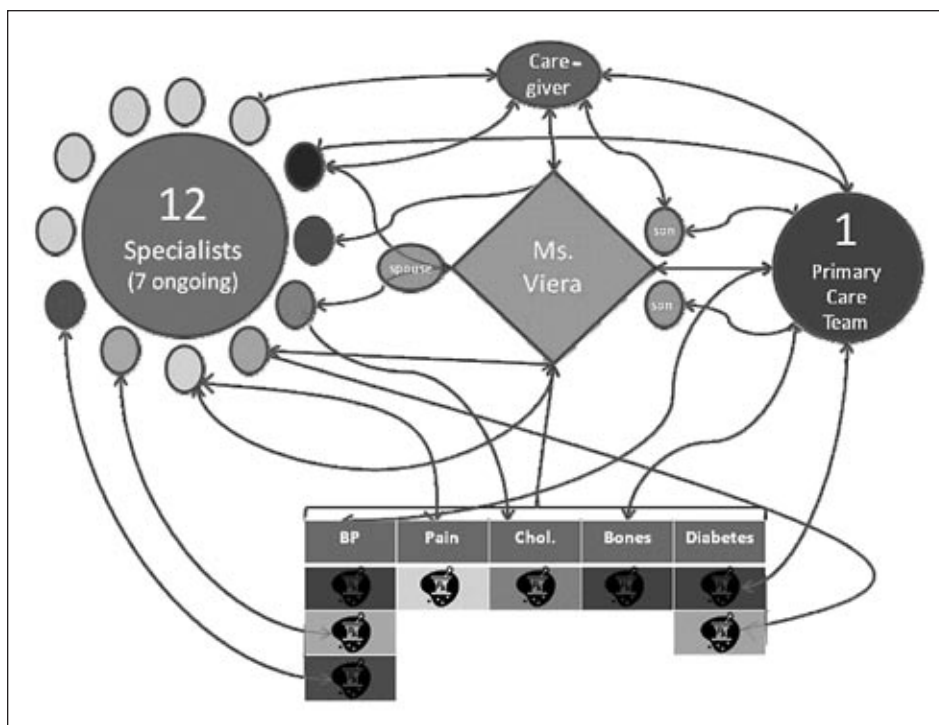 Care-
giver
12
Specialists
(7 ongoing)
spouse
Ms.
Viera
son
son
1
Primary
Care
Team
BP Pain Chol. Bones Diabetes